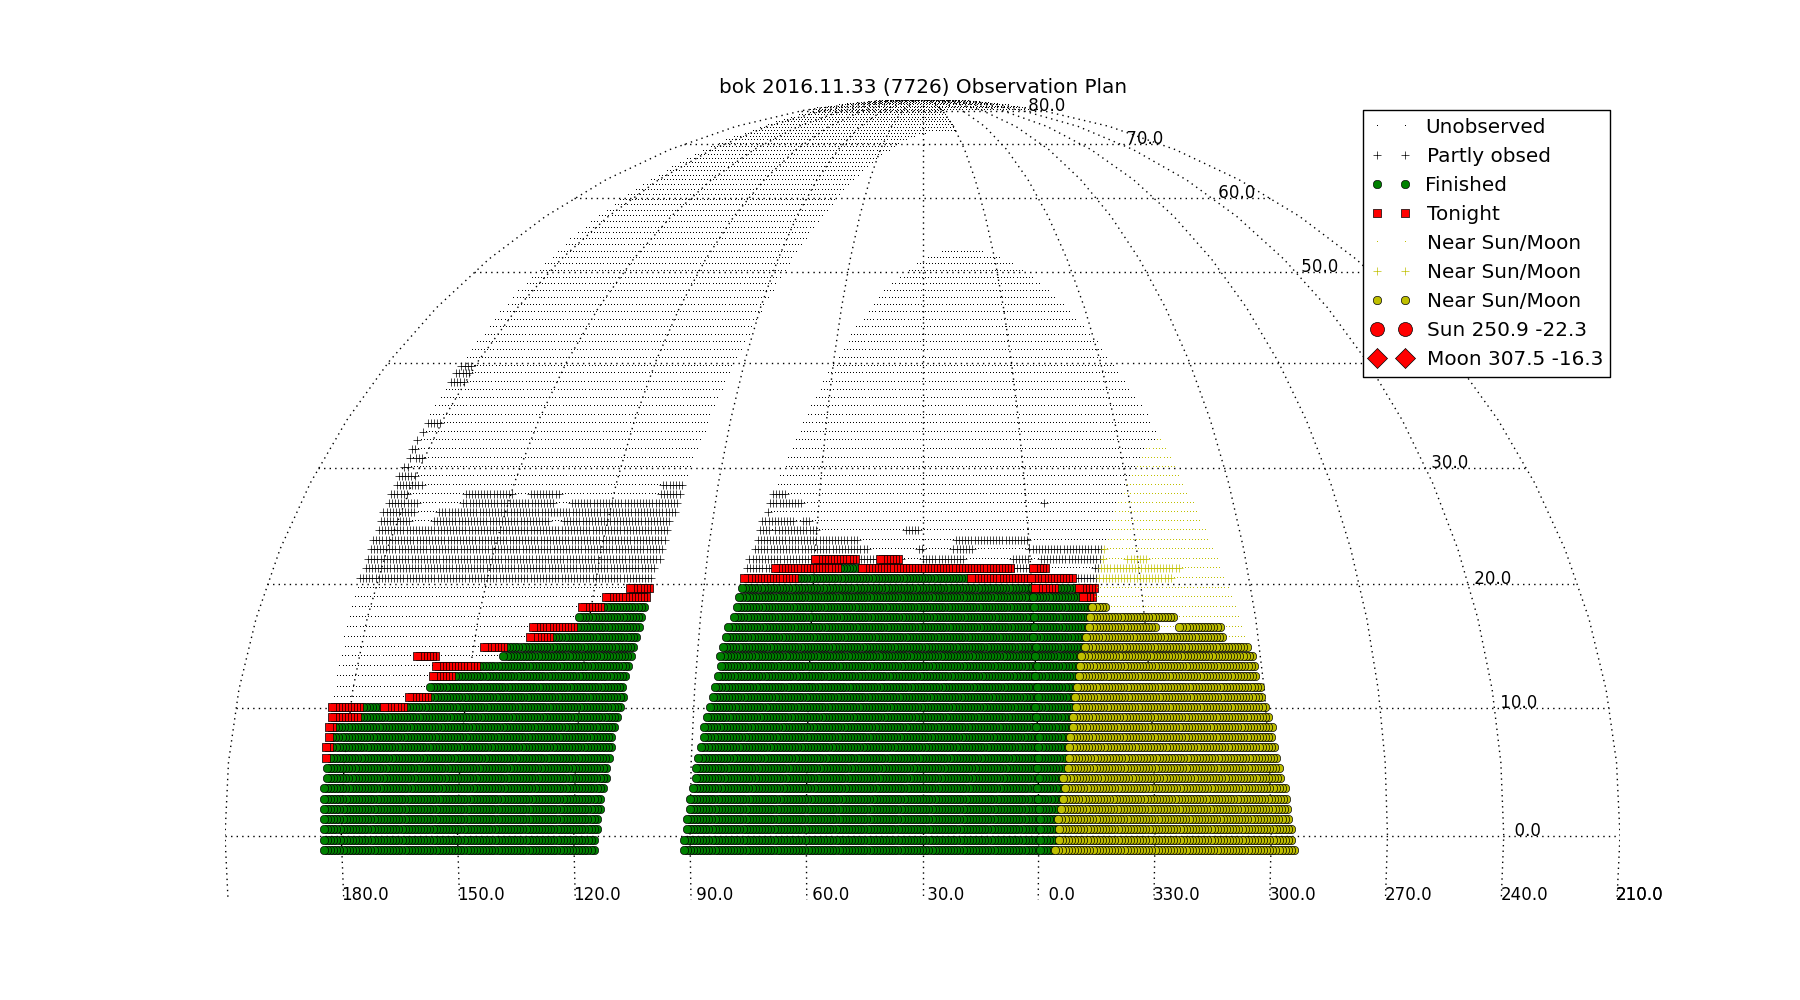 bok 2016.11.33 (7726) Observation Plan
80.0
70.0
60.0
50.0
30.0
20.0
10.0
0.0
Unobserved
Partly obsed
Finished
Tonight
Near Sun/Moon
Near Sun/Moon
Near Sun/Moon
Sun 250.9 -22.3
Moon 307.5 -16.3
180.0 150.0 120.0 90.0 60.0 30.0 0.0 330.0 300.0 270.0 240.0 210.0